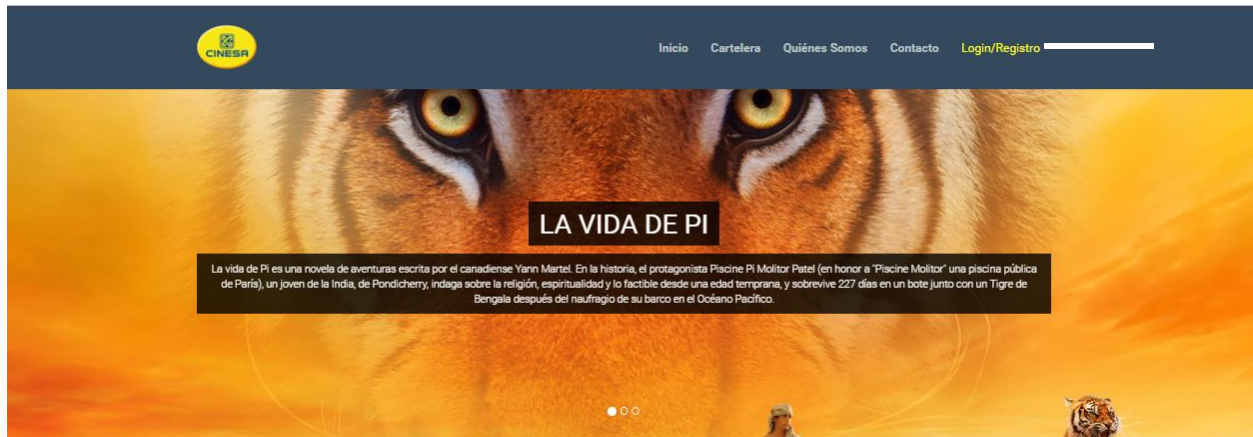 CINESA
Inicio Cartelera Quiénes Somos Contacto Login/Registro
LA VIDA DE PI
La vida de Pi es una novela de aventuras escrita por el canadiense Yann Martel. En la historia, el protagonista Piscine Pi Molitor Patel (en honor a "Piscine Molitor" una piscina pública
de París), un joven de la India, de Pondicherry, indaga sobre la religión, espiritualidad y lo factible desde una edad temprana, y sobrevive 227 días en un bote junto con un Tigre de
Bengala después del naufragio de su barco en el Océano Pacífico.